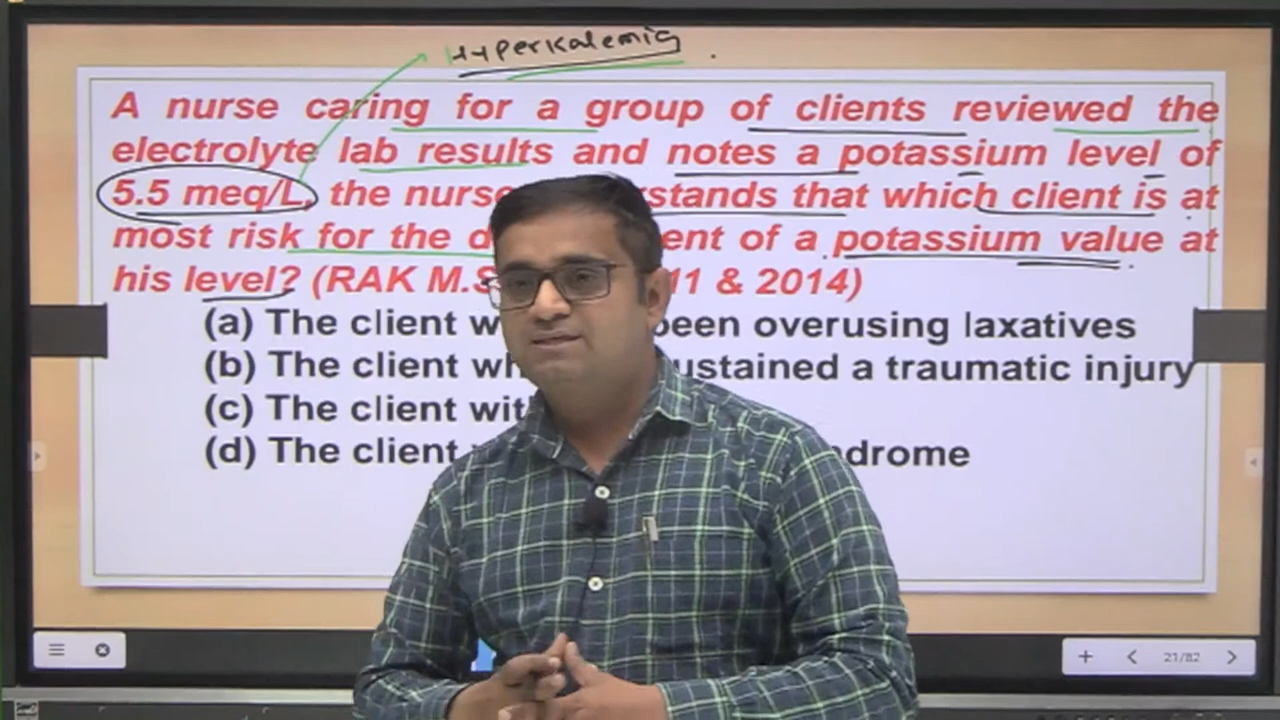 Hyperkalemia.
A nurse caring for a group of clients reviewed the
electrolyte lab results and notes a potassium level of
5.5 meq/L, the nurse stands that which client is at
most risk for the d ent of a potassium value at
his level? (RAK M.S 11 & 2014)
(a) The client w been overusing laxatives
(b) The client wh ustained a traumatic injury
(c) The client wit
(d) The client drome
21/82